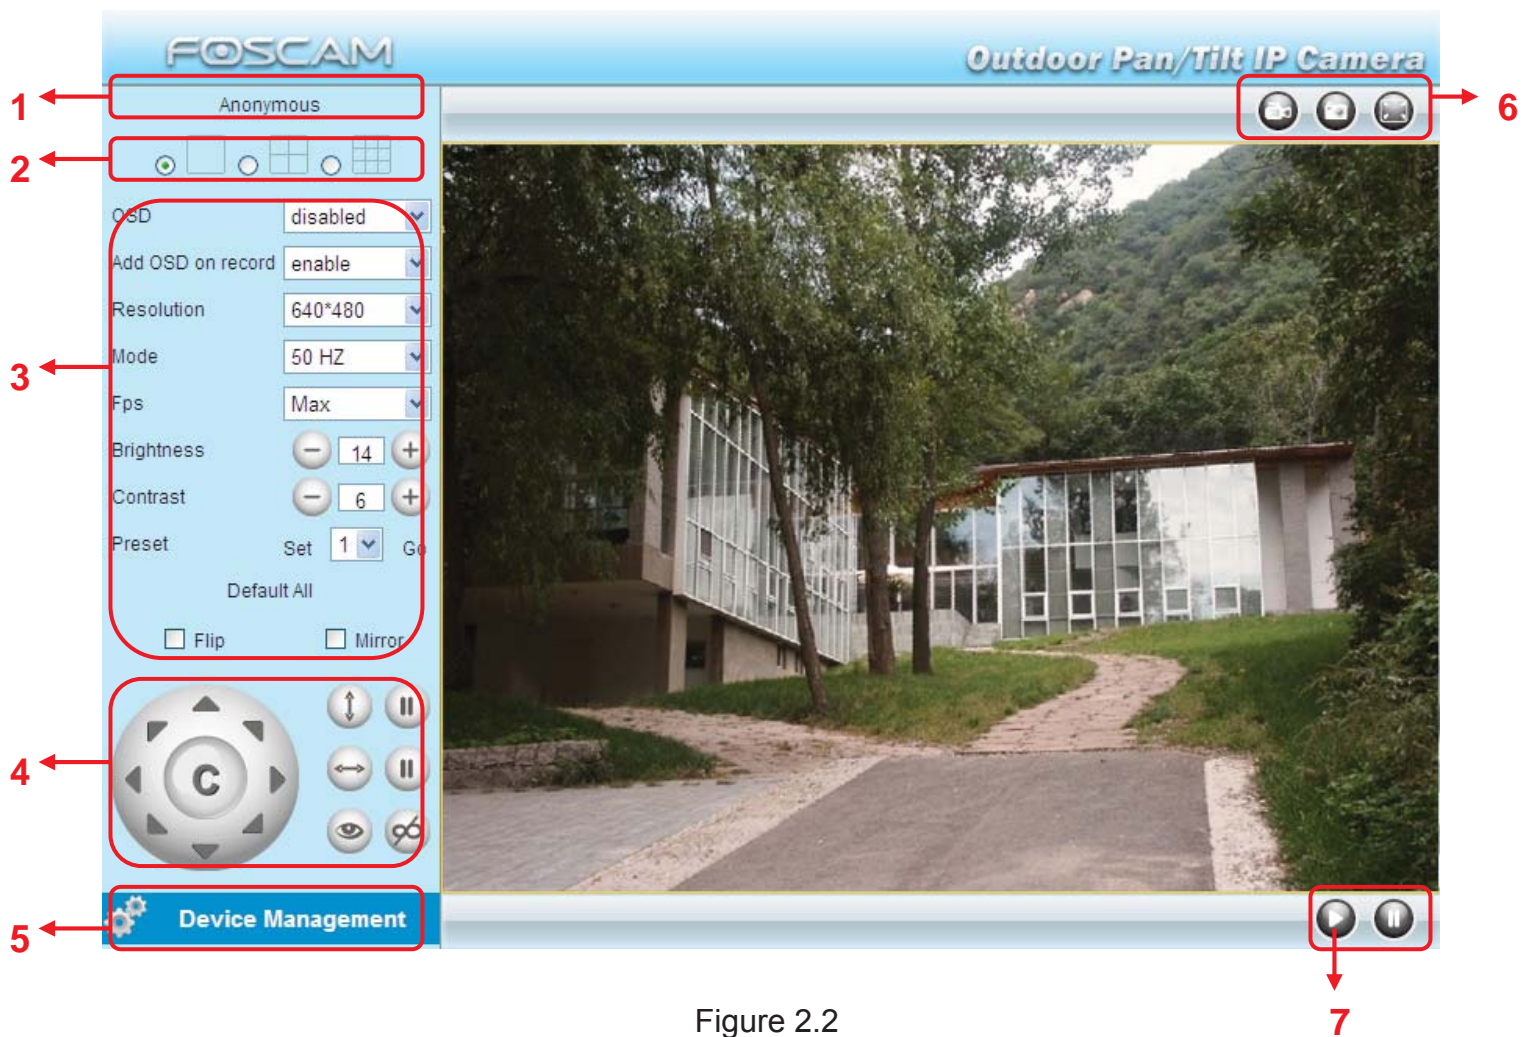 FOSCAM
Outdoor Pan/Tilt IP Camera
1
Anonymous
6
2
OSD disabled
Add OSD on record enable
Resolution 640*480
Mode 50 HZ
3
Fps Max
Brightness 14
Contrast 6
Preset Set 1 Go
Default All
Flip Mirror
4
C
5
Device Management
7
Figure 2.2